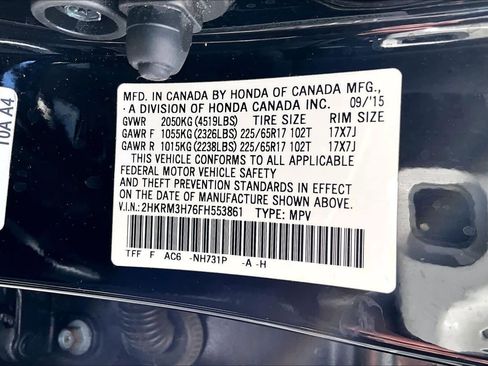 MFD. IN CANADA BY HONDA OF CANADA MFG.,
· A DIVISION OF HONDA CANADA INC. 09/'15
GVWR 2050KG (4519LBS) TIRE SIZE RIM SIZE
GAWR F 1055KG (2326LBS) 225/65R17 102T 17X7J
GAWR R 1015KG (2238LBS) 225/65R17 102T 17X7J
THIS VEHICLE CONFORMS TO ALL APPLICABLE
FEDERAL MOTOR VEHICLE SAFETY
AND THEFT PREVENTION STANDARDS IN EFFECT
ON THE DATE OF MANUFACTURE SHOWN ABOVE.
V.I.N.:2HKRM3H76FH553861 TYPE: MPV
TFF F AC6 -NH731P -A -H
10A A4